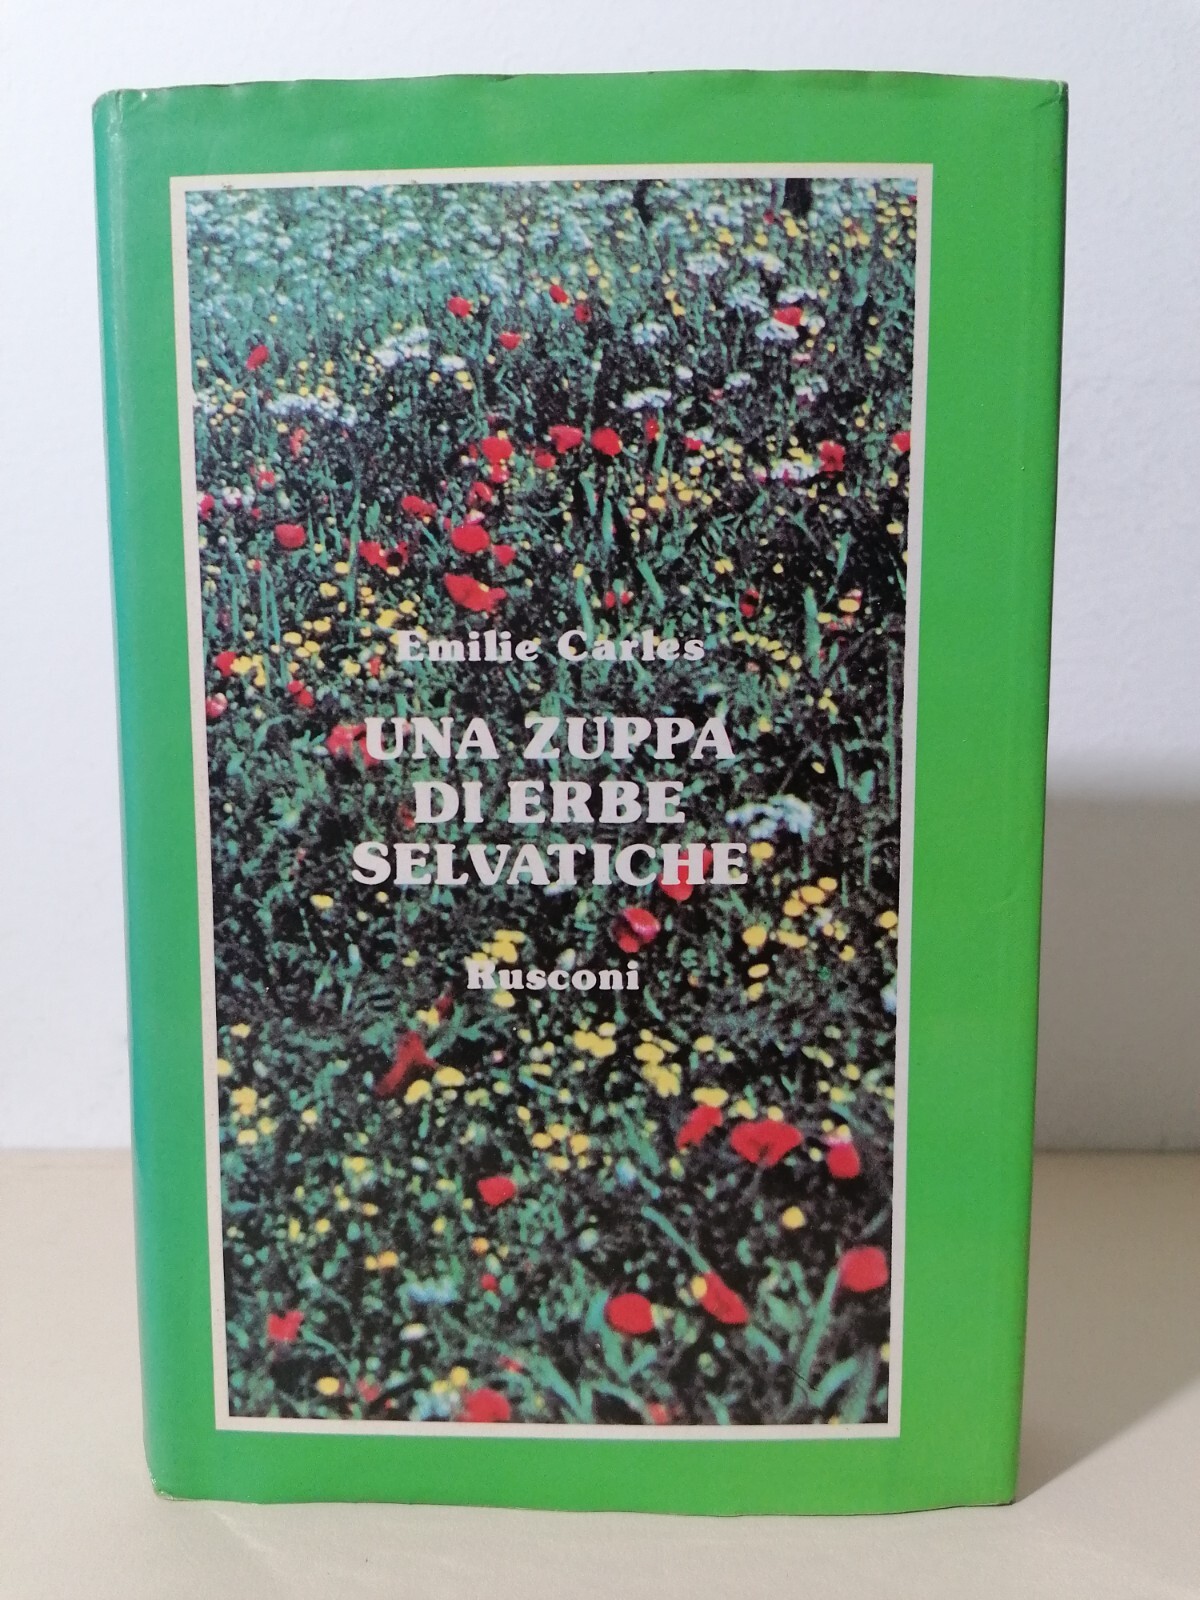 Emilie Carles
UNA ZUPPA
DI ERBE
SELVATICHE
Rusconi